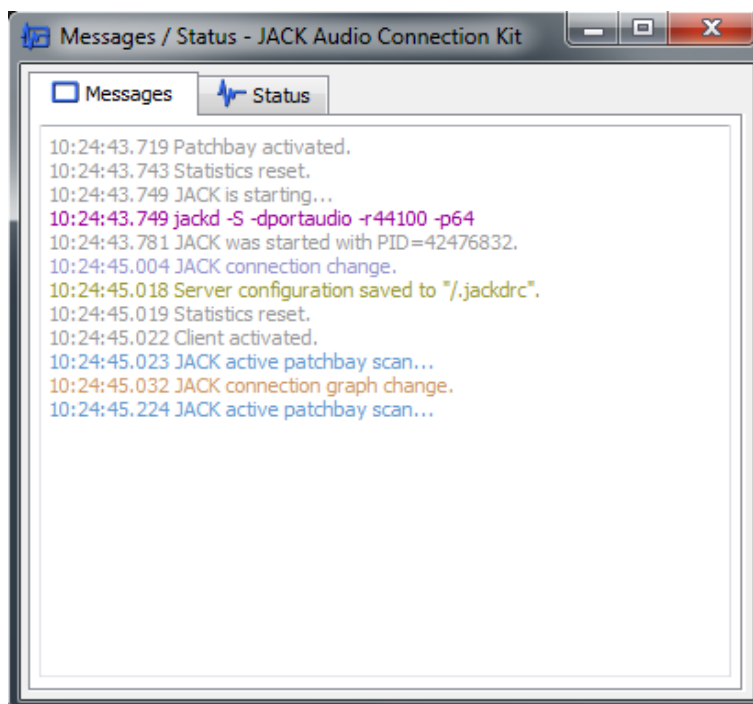 Messages / Status - JACK Audio Connection Kit
Messages
Status
10:24:43.719 Patchbay activated.
10:24:43.743 Statistics reset.
10:24:43.749 JACK is starting...
10:24:43.749 jackd -S -dportaudio -r44100 -p64
10:24:43.781 JACK was started with PID=42476832.
10:24:45.004 JACK connection change.
10:24:45.018 Server configuration saved to "/.jackdrc".
10:24:45.019 Statistics reset.
10:24:45.022 Client activated.
10:24:45.023 JACK active patchbay scan...
10:24:45.032 JACK connection graph change.
10:24:45.224 JACK active patchbay scan...